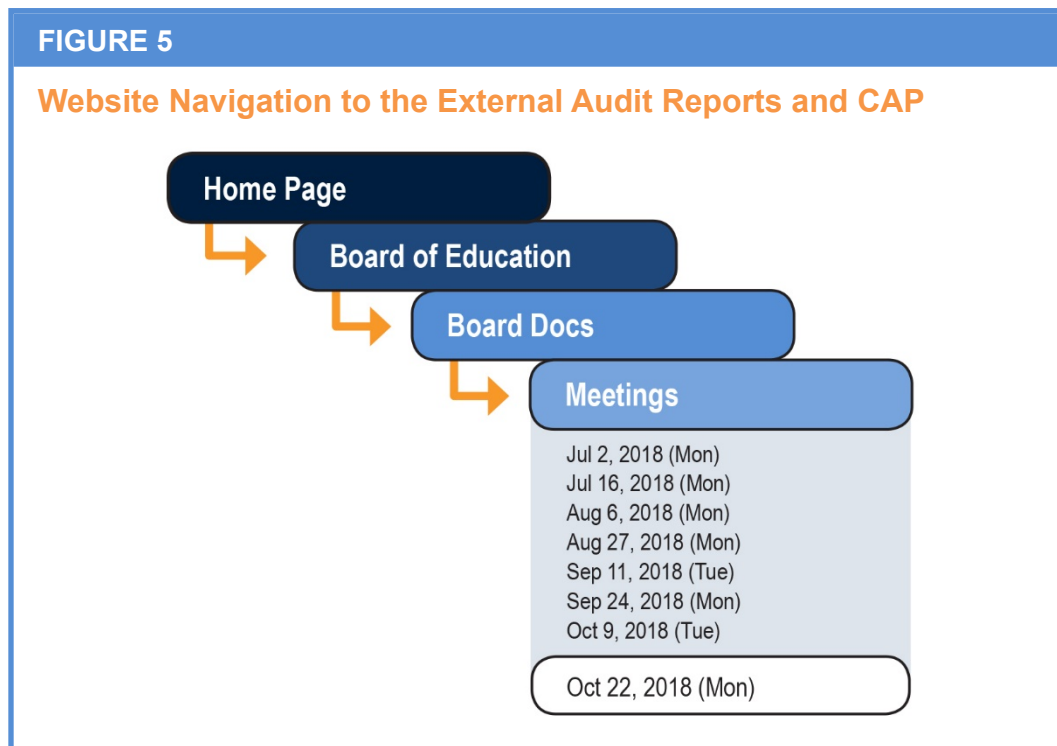 FIGURE 5
Website Navigation to the External Audit Reports and CAP
Home Page
Board of Education
Board Docs
Meetings
Jul 2, 2018 (Mon)
Jul 16, 2018 (Mon)
Aug 6, 2018 (Mon)
Aug 27, 2018 (Mon)
Sep 11, 2018 (Tue)
Sep 24, 2018 (Mon)
Oct 9, 2018 (Tue)
Oct 22, 2018 (Mon)